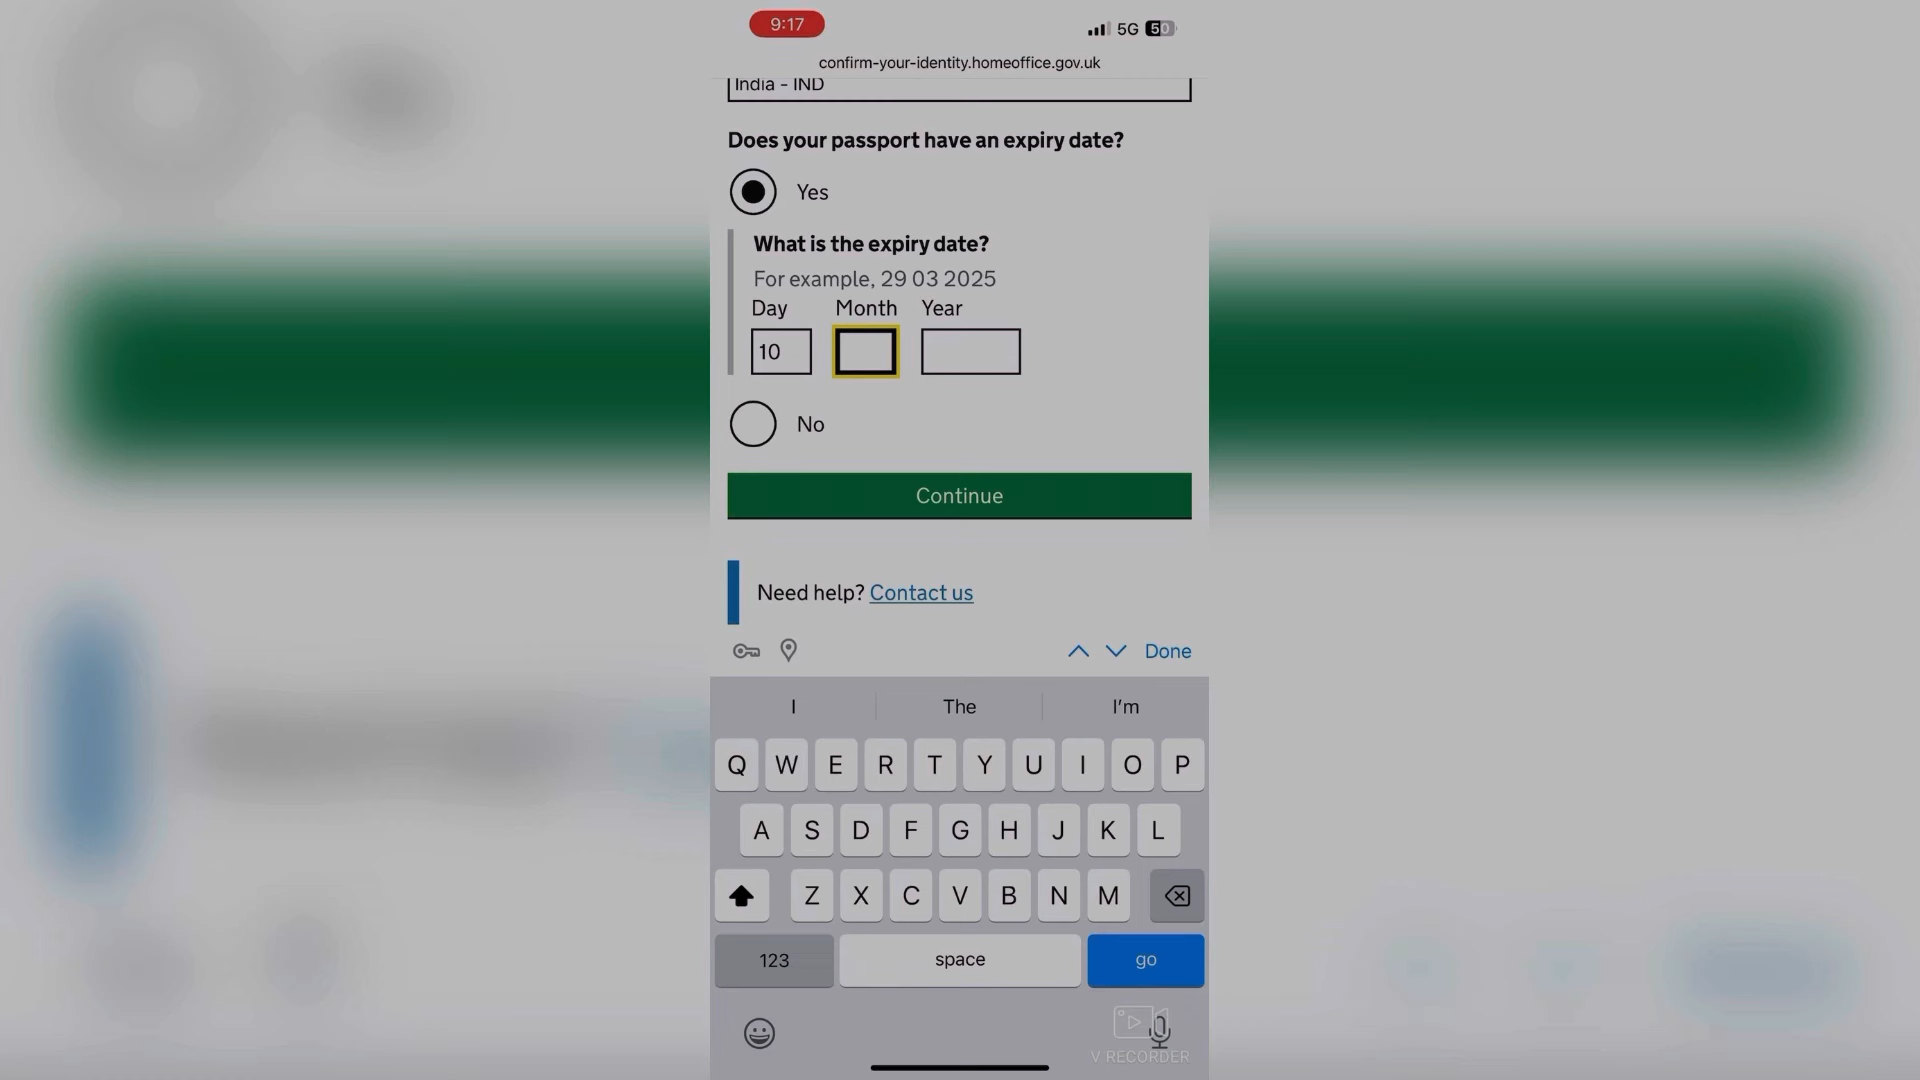 9:17
5G 50
confirm-your-identity.homeoffice.gov.uk
India - IND
Does your passport have an expiry date?
Yes
What is the expiry date?
For example, 29 03 2025
Day Month Year
10
No
Continue
Need help? Contact us
Done
I The I'm
Q W E R T Y U I O P
A S D F G H J K L
Z X C V B N M
123 space go
V RECORDER